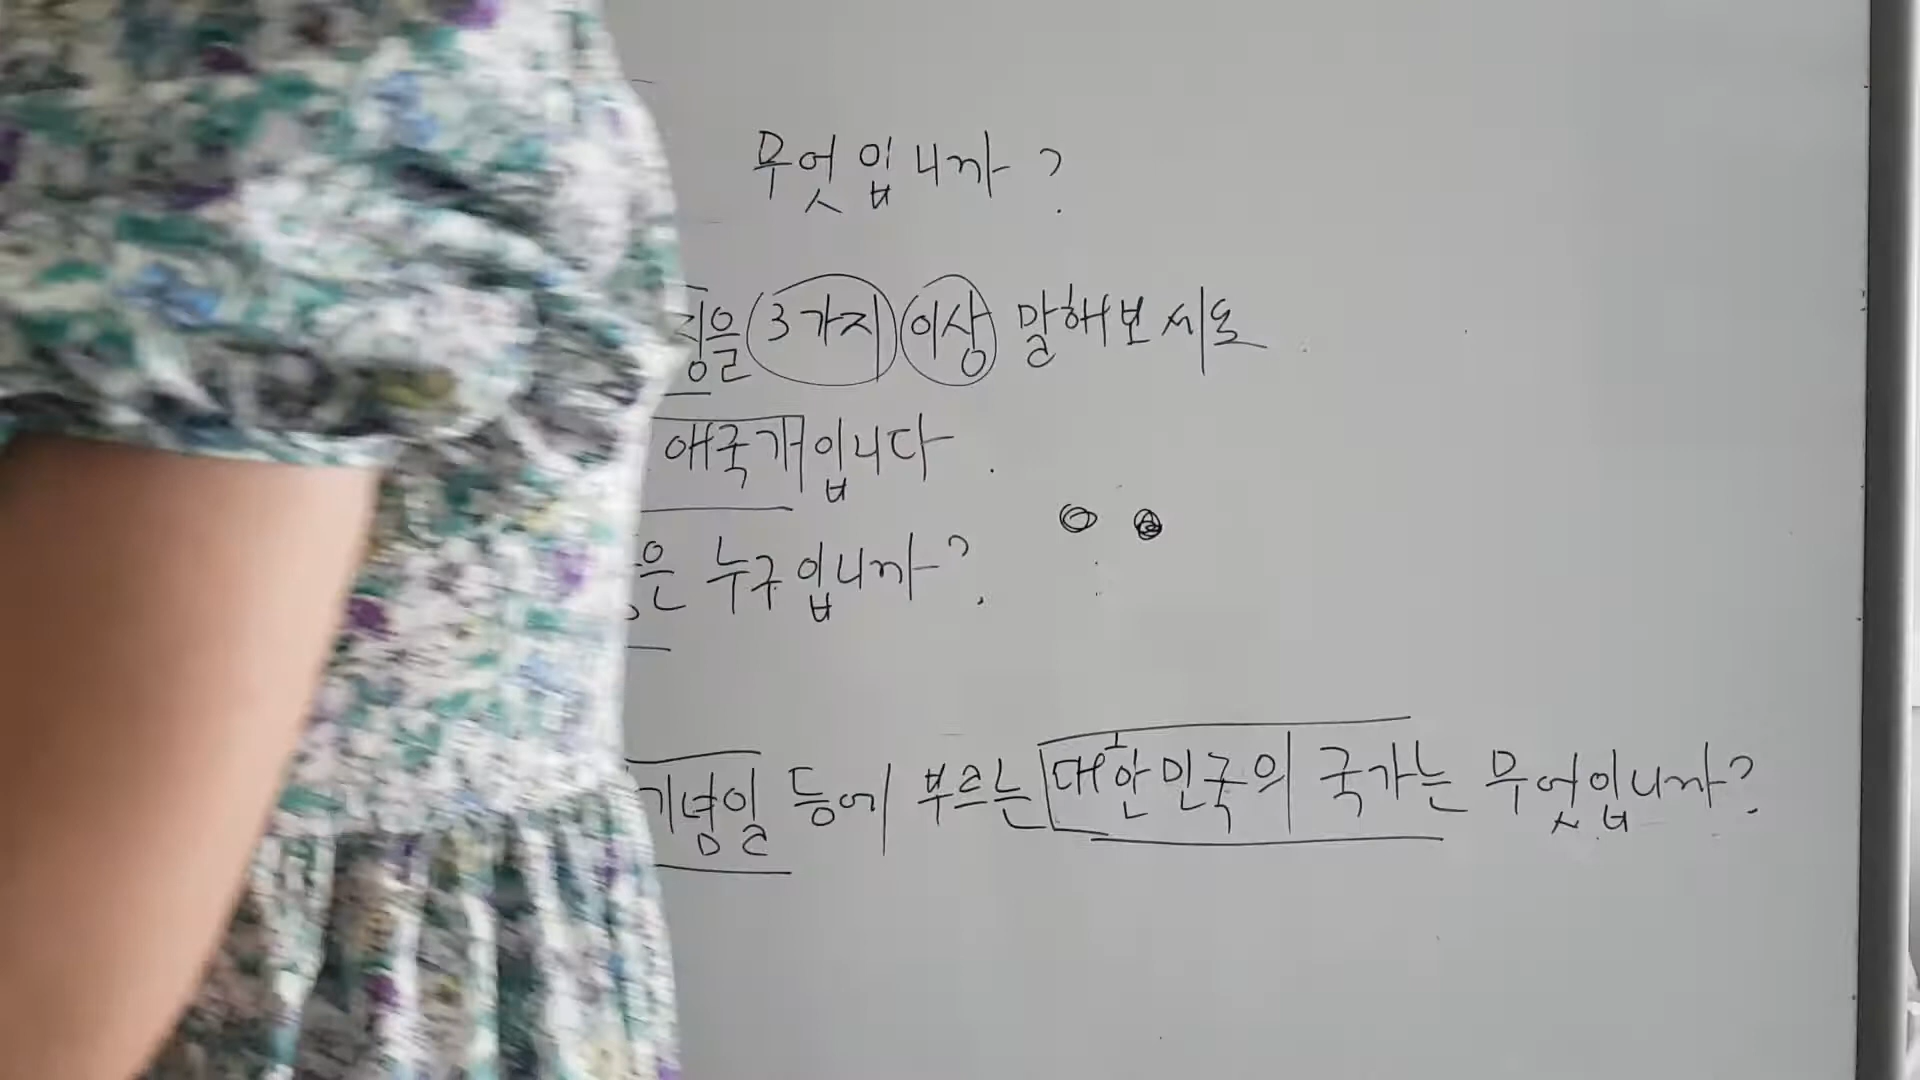 무엇입니까?
징을 3가지 이상 말해보세요.
애국가입니다.
은 누구입니까?
기념일 등에 부르는 대한민국의 국가는 무엇입니까?